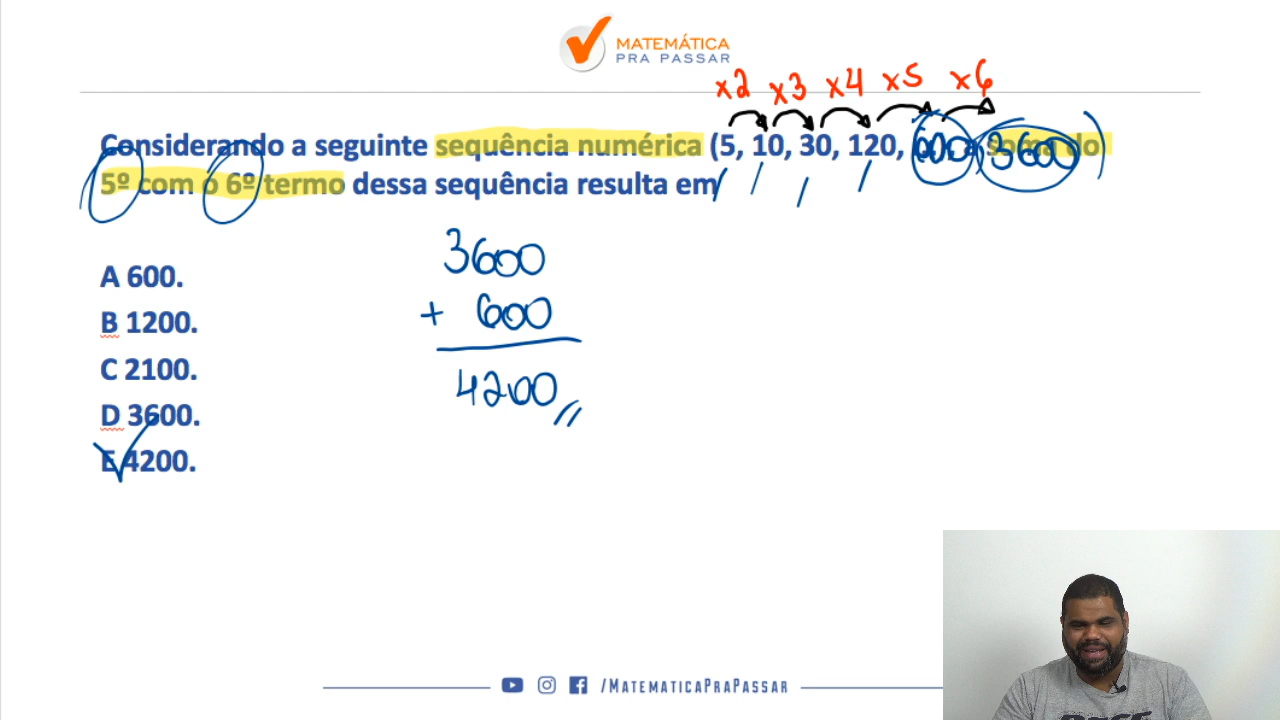 MATEMÁTICA
PRA PASSAR
x2 x3 x4 x5 x6
Considerando a seguinte sequência numérica (5, 10, 30, 120, 600, 3600) soma do
5º com o 6º termo dessa sequência resulta em
3600
+ 600
4200
A 600.
B 1200.
C 2100.
D 3600.
E 4200.
/MATEMATICAPRAPASSAR